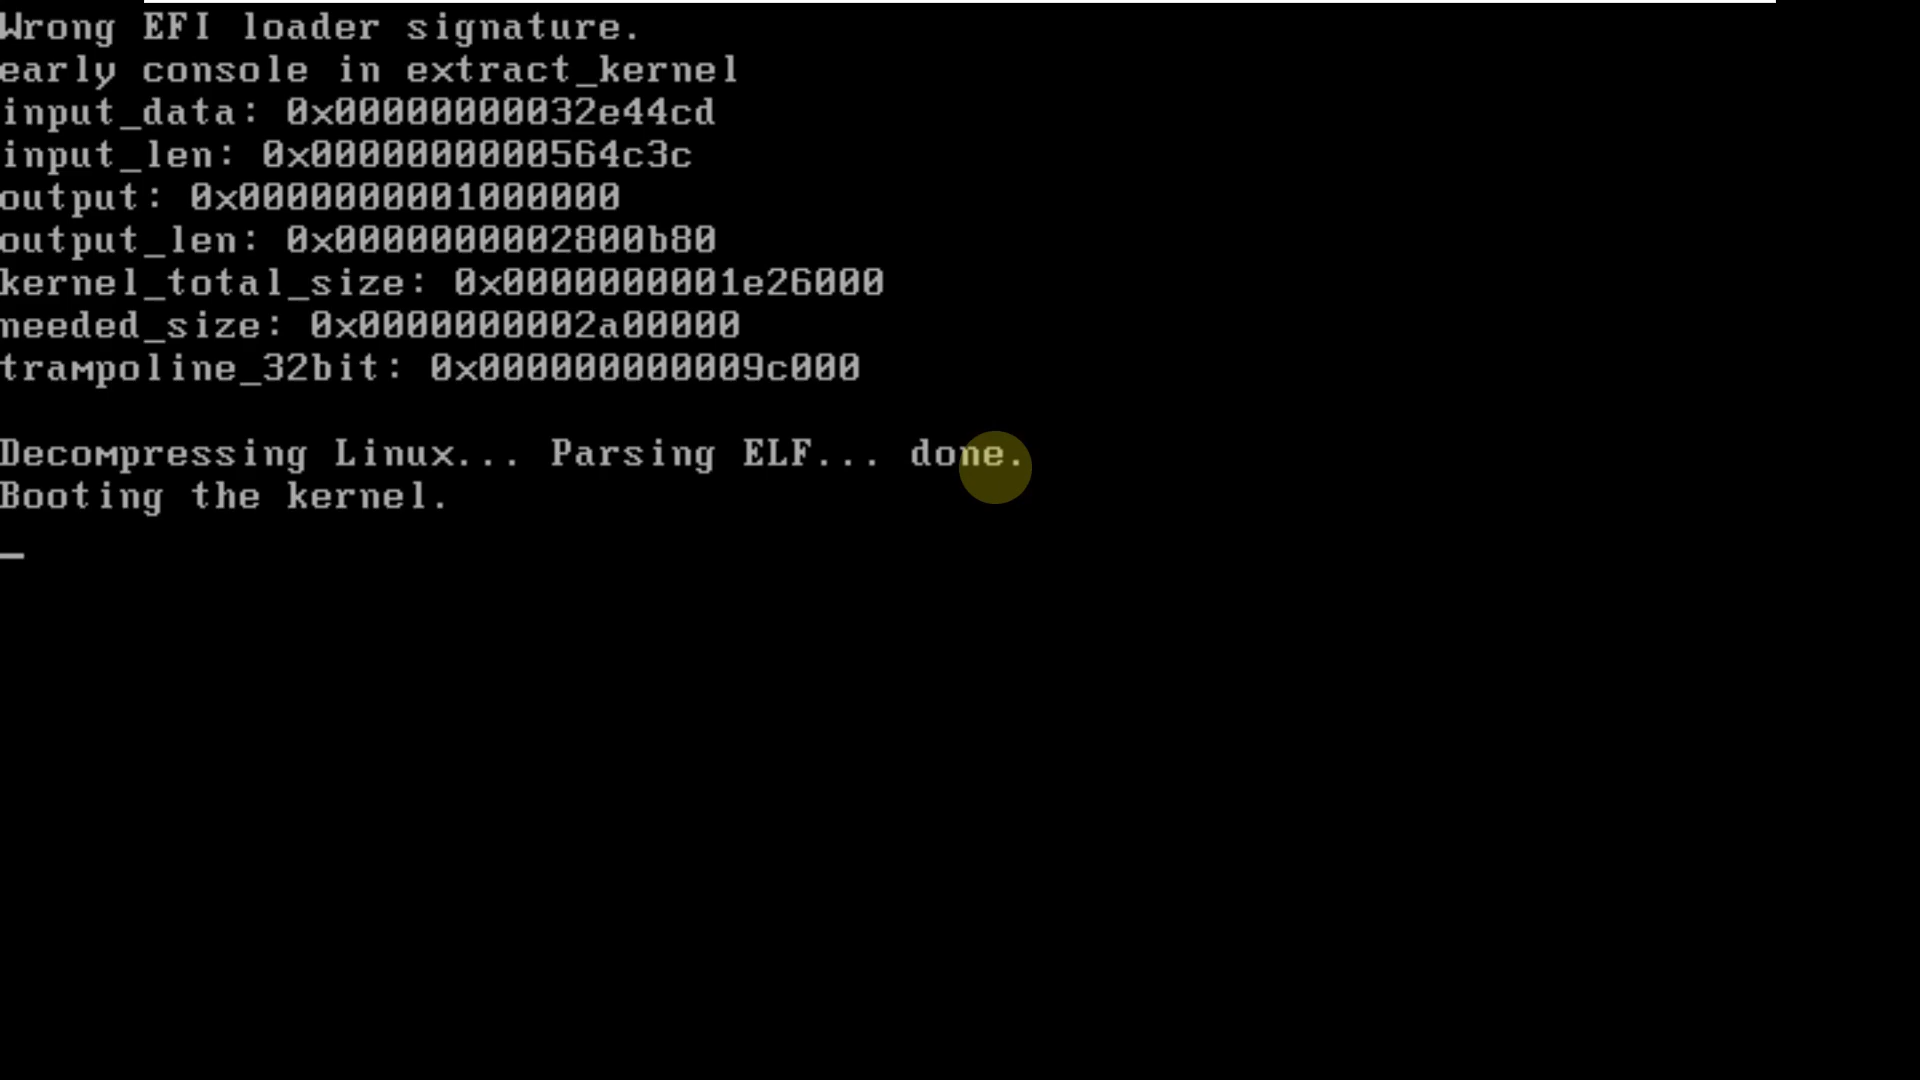 Wrong EFI loader signature.
early console in extract_kernel
input_data: 0x00000000032e44cd
input_len: 0x0000000000564c3c
output: 0x0000000001000000
output_len: 0x0000000002800b80
kernel_total_size: 0x0000000001e26000
needed_size: 0x0000000002a00000
trampoline_32bit: 0x000000000009c000
Decompressing Linux... Parsing ELF... done.
Booting the kernel.
_